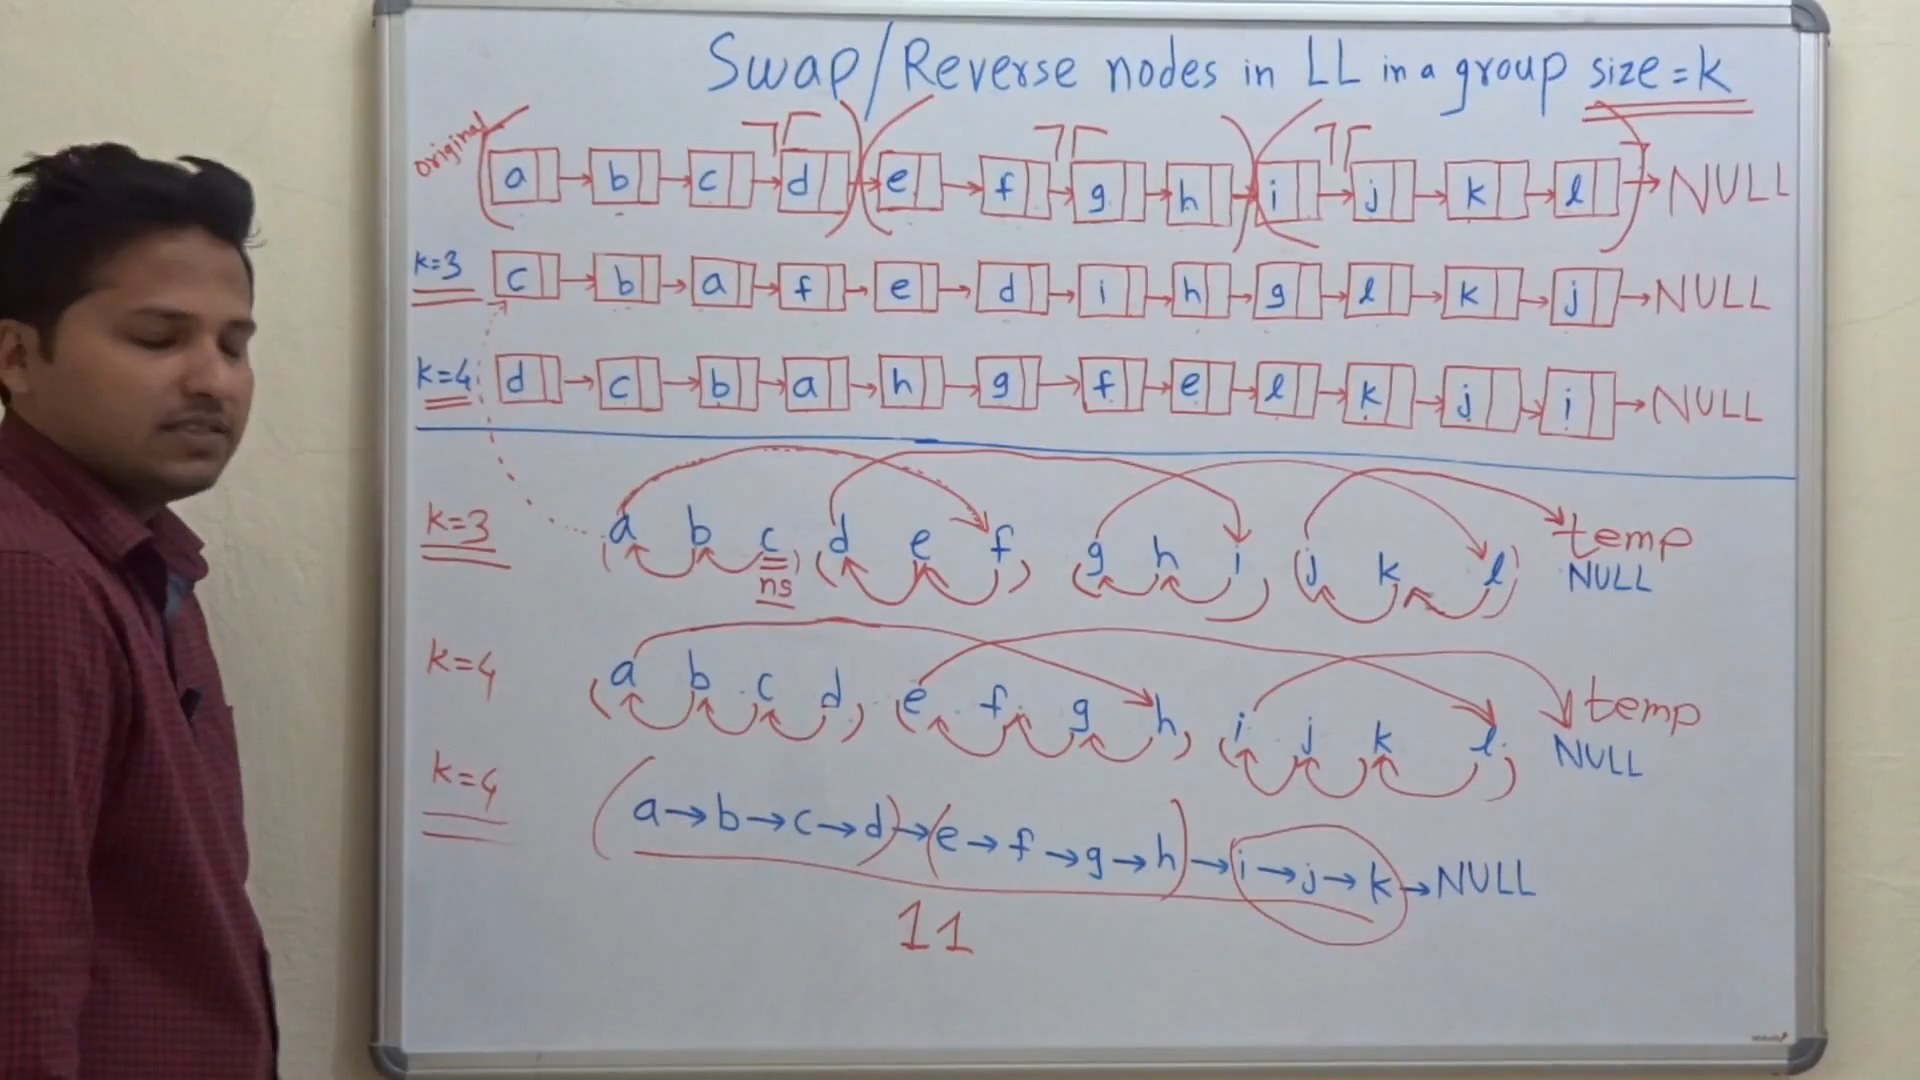 Swap/Reverse nodes in LL in a group size=k
original
a → b → c → d → e → f → g → h → i → j → k → l → NULL
k=3 c → b → a → f → e → d → i → h → g → l → k → j → NULL
k=4 d → c → b → a → h → g → f → e → l → k → j → i → NULL
k=3 (a b c) (d e f) (g h i) (j k l) temp
ns NULL
k=4 (a b c d) (e f g h) (i j k l) temp
NULL
k=4 (a→b→c→d)→(e→f→g→h)→i→j→k→NULL
11